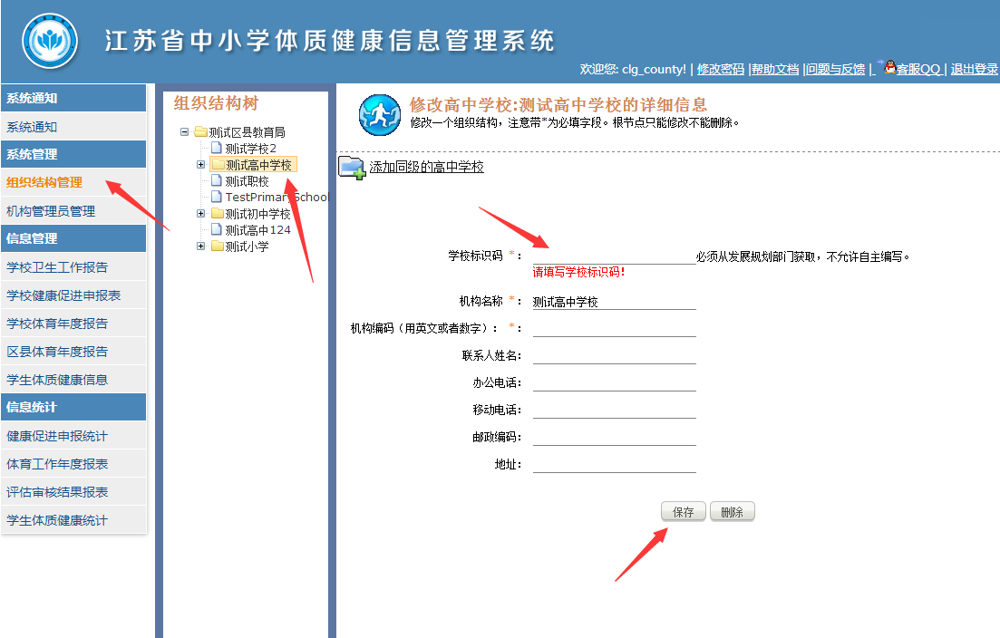 江苏省中小学体质健康信息管理系统
欢迎您: clg_county! | 修改密码 |帮助文档 |问题与反馈 | 客服QQ | 退出登录
系统通知
系统通知
系统管理
组织结构管理
机构管理员管理
信息管理
学校卫生工作报告
学校健康促进申报表
学校体育年度报告
区县体育年度报告
学生体质健康信息
信息统计
健康促进申报统计
体育工作年度报表
评估审核结果报表
学生体质健康统计
组织结构树
测试区县教育局
测试学校2
测试高中学校
测试职校
TestPrimarySchool
测试初中学校
测试高中124
测试小学
修改高中学校:测试高中学校的详细信息
修改一个组织结构，注意带*为必填字段。根节点只能修改不能删除。
添加同级的高中学校
学校标识码 *： 必须从发展规划部门获取，不允许自主编写。
请填写学校标识码!
机构名称 *： 测试高中学校
机构编码（用英文或者数字）： *：
联系人姓名：
办公电话：
移动电话：
邮政编码：
地址：
保存 删除